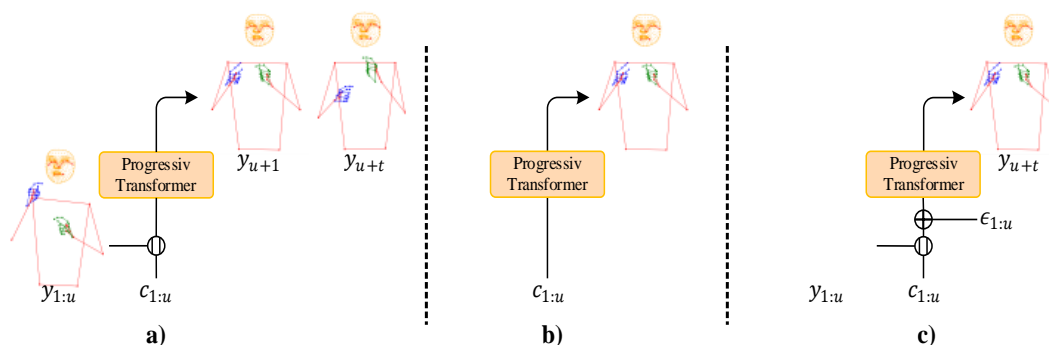 Progressiv
Transformer
y_{u+1}
y_{u+t}
y_{1:u}
c_{1:u}
a)
Progressiv
Transformer
c_{1:u}
b)
Progressiv
Transformer
y_{u+t}
ϵ_{1:u}
y_{1:u}
c_{1:u}
c)